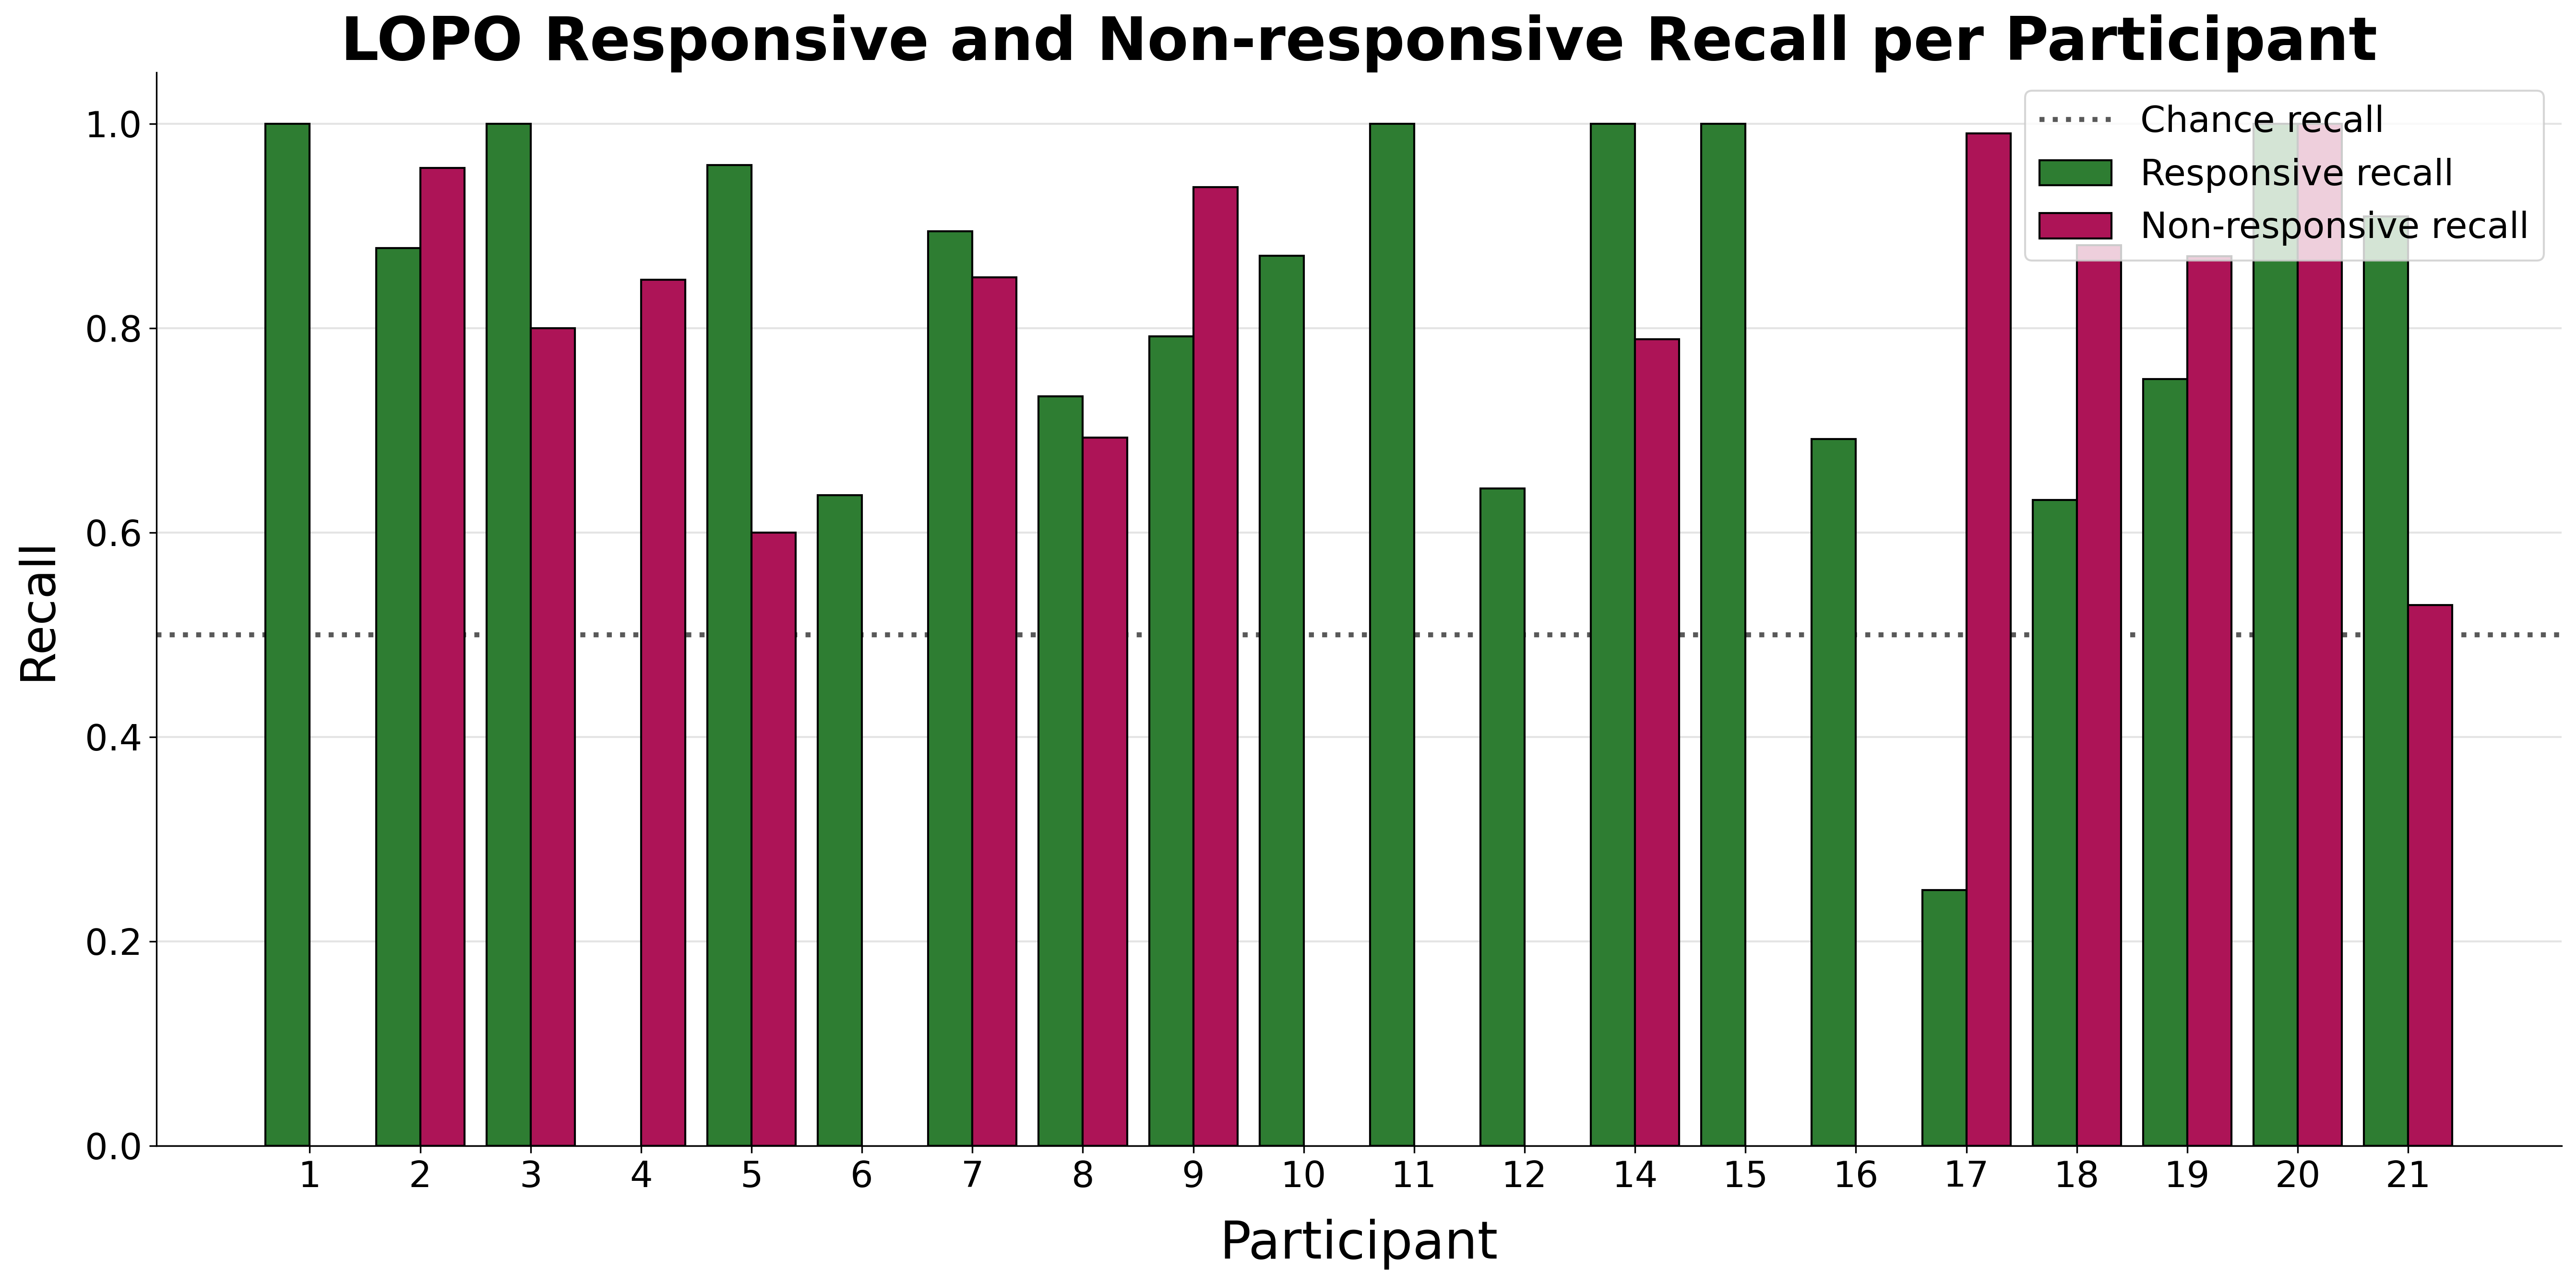 LOPO Responsive and Non-responsive Recall per Participant
Chance recall
Responsive recall
Non-responsive recall
Recall
1.0
0.8
0.6
0.4
0.2
0.0
1 2 3 4 5 6 7 8 9 10 11 12 14 15 16 17 18 19 20 21
Participant